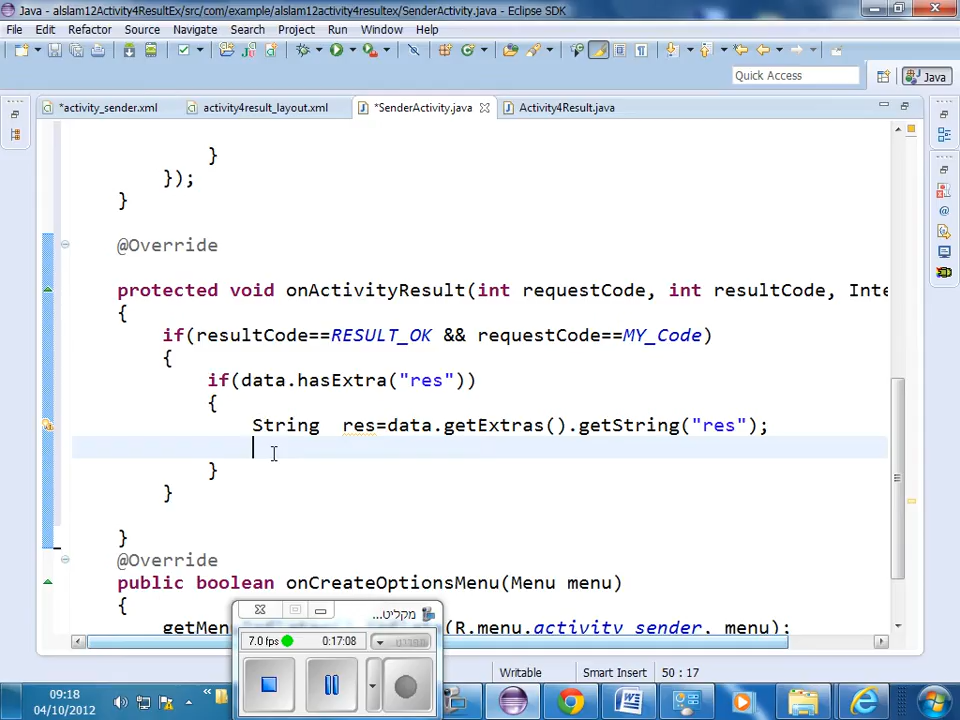 Java - alslam12Activity4ResultEx/src/com/example/alslam12activity4resultex/SenderActivity.java - Eclipse SDK
File Edit Refactor Source Navigate Search Project Run Window Help
Quick Access
Java
*activity_sender.xml activity4result_layout.xml *SenderActivity.java Activity4Result.java
}
});
}
@Override
protected void onActivityResult(int requestCode, int resultCode, Inte
{
if(resultCode==RESULT_OK && requestCode==MY_Code)
{
if(data.hasExtra("res"))
{
String res=data.getExtras().getString("res");
}
}
}
@Override
public boolean onCreateOptionsMenu(Menu menu)
{
R.menu.activity_sender, menu);
מקליט...
7.0 fps 0:17:08
Writable Smart Insert 50 : 17
09:18
04/10/2012